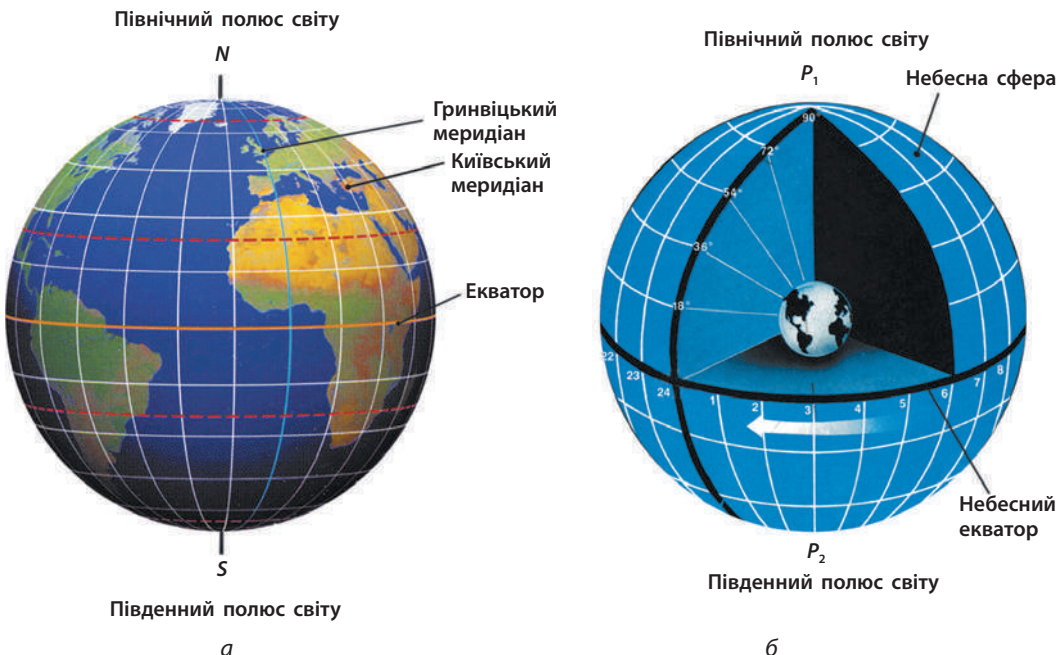 Північний полюс світу
N
Гринвіцький
меридіан
Київський
меридіан
Екватор
S
Південний полюс світу
а
Північний полюс світу
P1
Небесна сфера
90°
72°
54°
36°
18°
22
23
24
1
2
3
4
5
6
7
8
Небесний
екватор
P2
Південний полюс світу
б